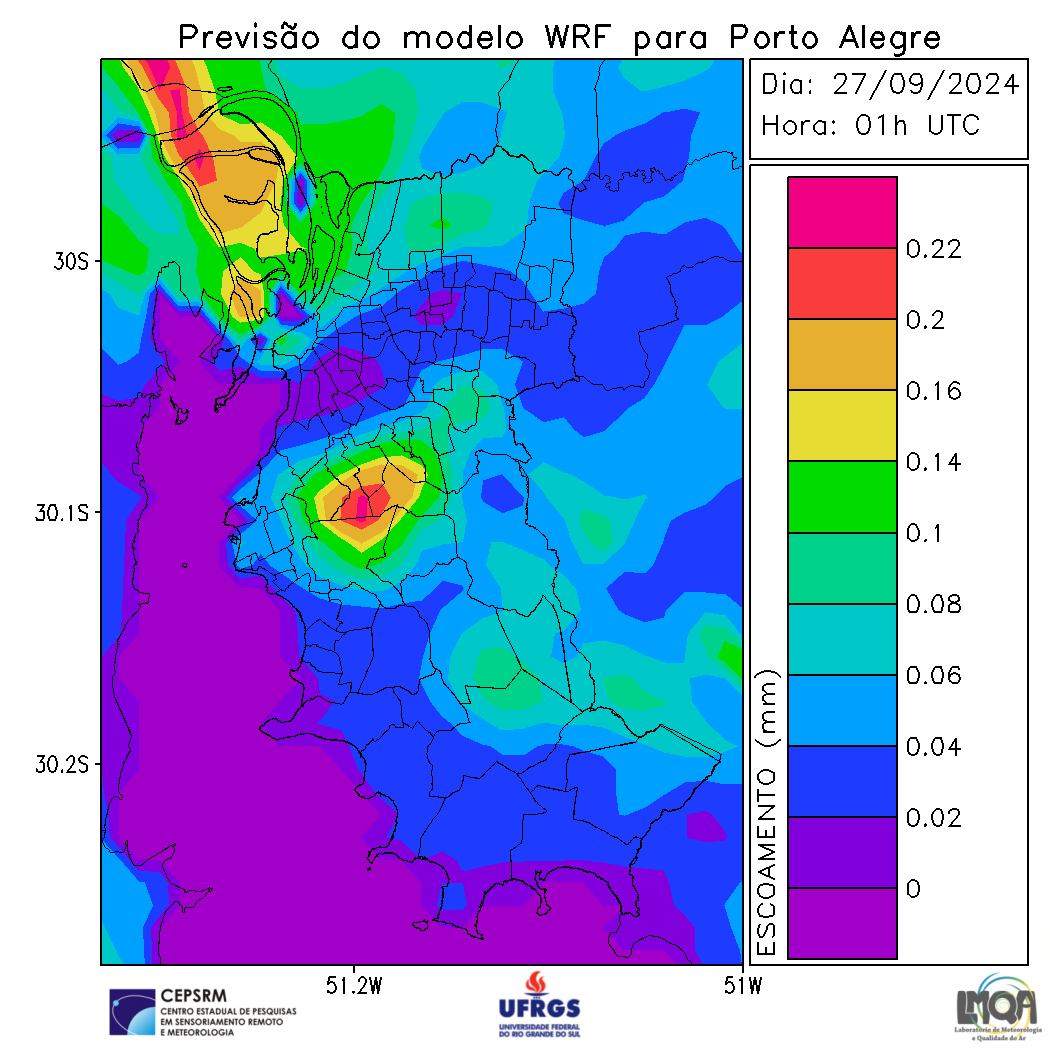 Previsão do modelo WRF para Porto Alegre
Dia: 27/09/2024
Hora: 01h UTC
30S
30.1S
30.2S
51.2W
51W
0.22
0.2
0.16
0.14
0.1
0.08
0.06
0.04
0.02
0
ESCOAMENTO (mm)
CEPSRM
CENTRO ESTADUAL DE PESQUISAS
EM SENSORIAMENTO REMOTO
E METEOROLOGIA
UFRGS
UNIVERSIDADE FEDERAL
DO RIO GRANDE DO SUL
LMQA
Laboratório de Meteorologia
e Qualidade do Ar